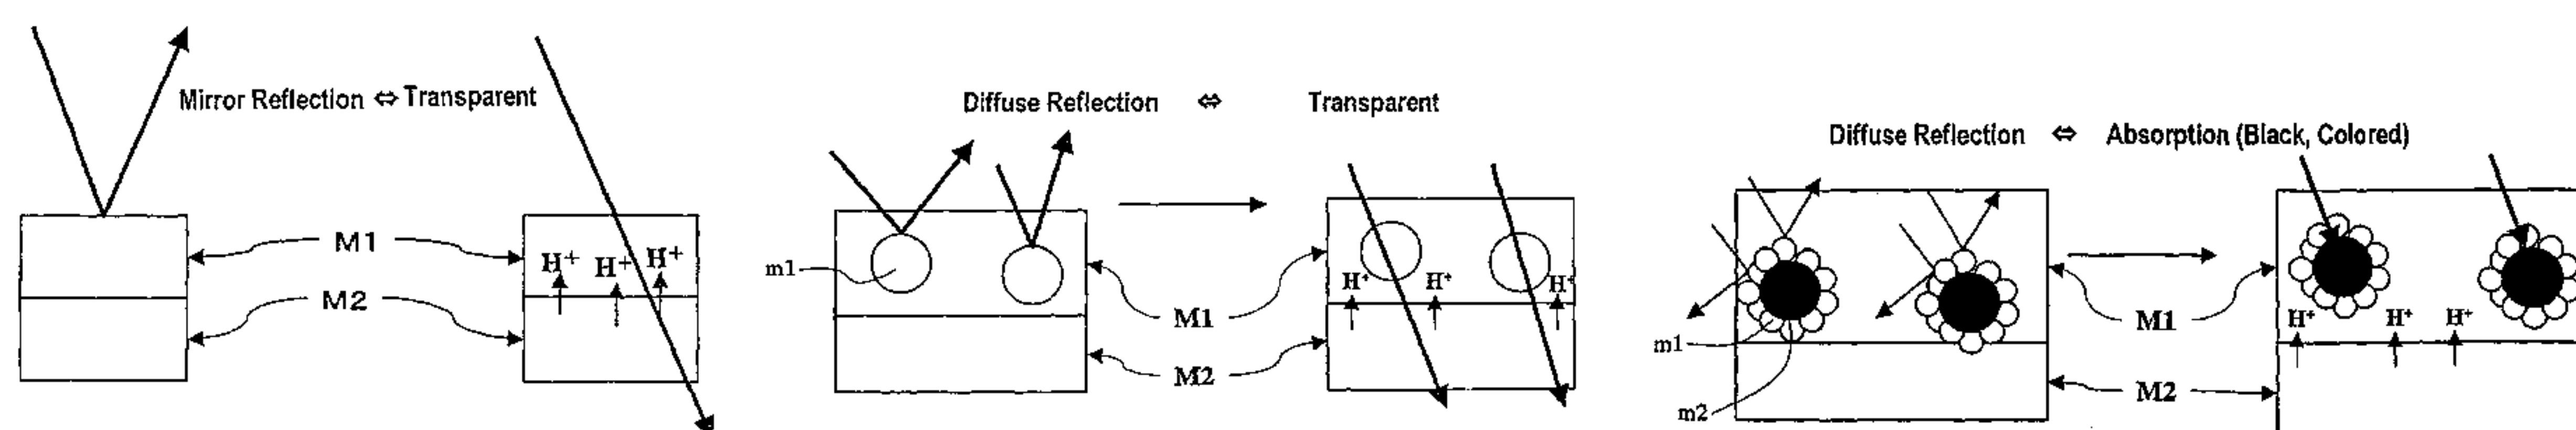 Mirror Reflection ⇔ Transparent
M1
M2
H⁺ H⁺ H⁺
Diffuse Reflection ⇔ Transparent
m1
M1
M2
H⁺ H⁺ H⁺
Diffuse Reflection ⇔ Absorption (Black, Colored)
m1
m2
M1
M2
H⁺ H⁺ H⁺